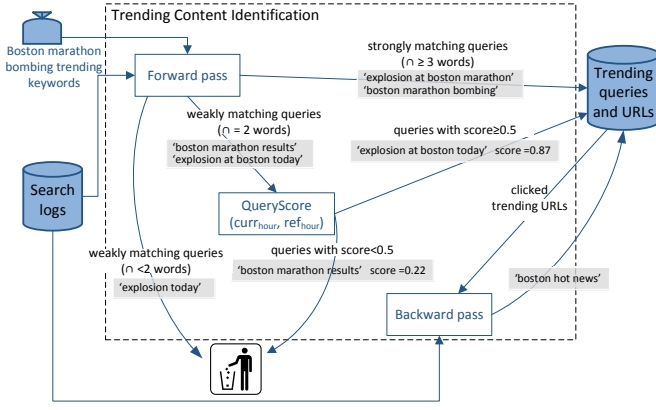 Trending Content Identification
Boston marathon
bombing trending
keywords
Forward pass
strongly matching queries
(∩ ≥ 3 words)
‘explosion at boston marathon’
‘boston marathon bombing’
Trending
queries
and URLs
weakly matching queries
(∩ = 2 words)
‘boston marathon results’
‘explosion at boston today’
queries with score≥0.5
‘explosion at boston today’ score =0.87
Search
logs
QueryScore
(curr_hour, ref_hour)
clicked
trending URLs
weakly matching queries
(∩ <2 words)
‘explosion today’
queries with score<0.5
‘boston marathon results’ score =0.22
‘boston hot news’
Backward pass